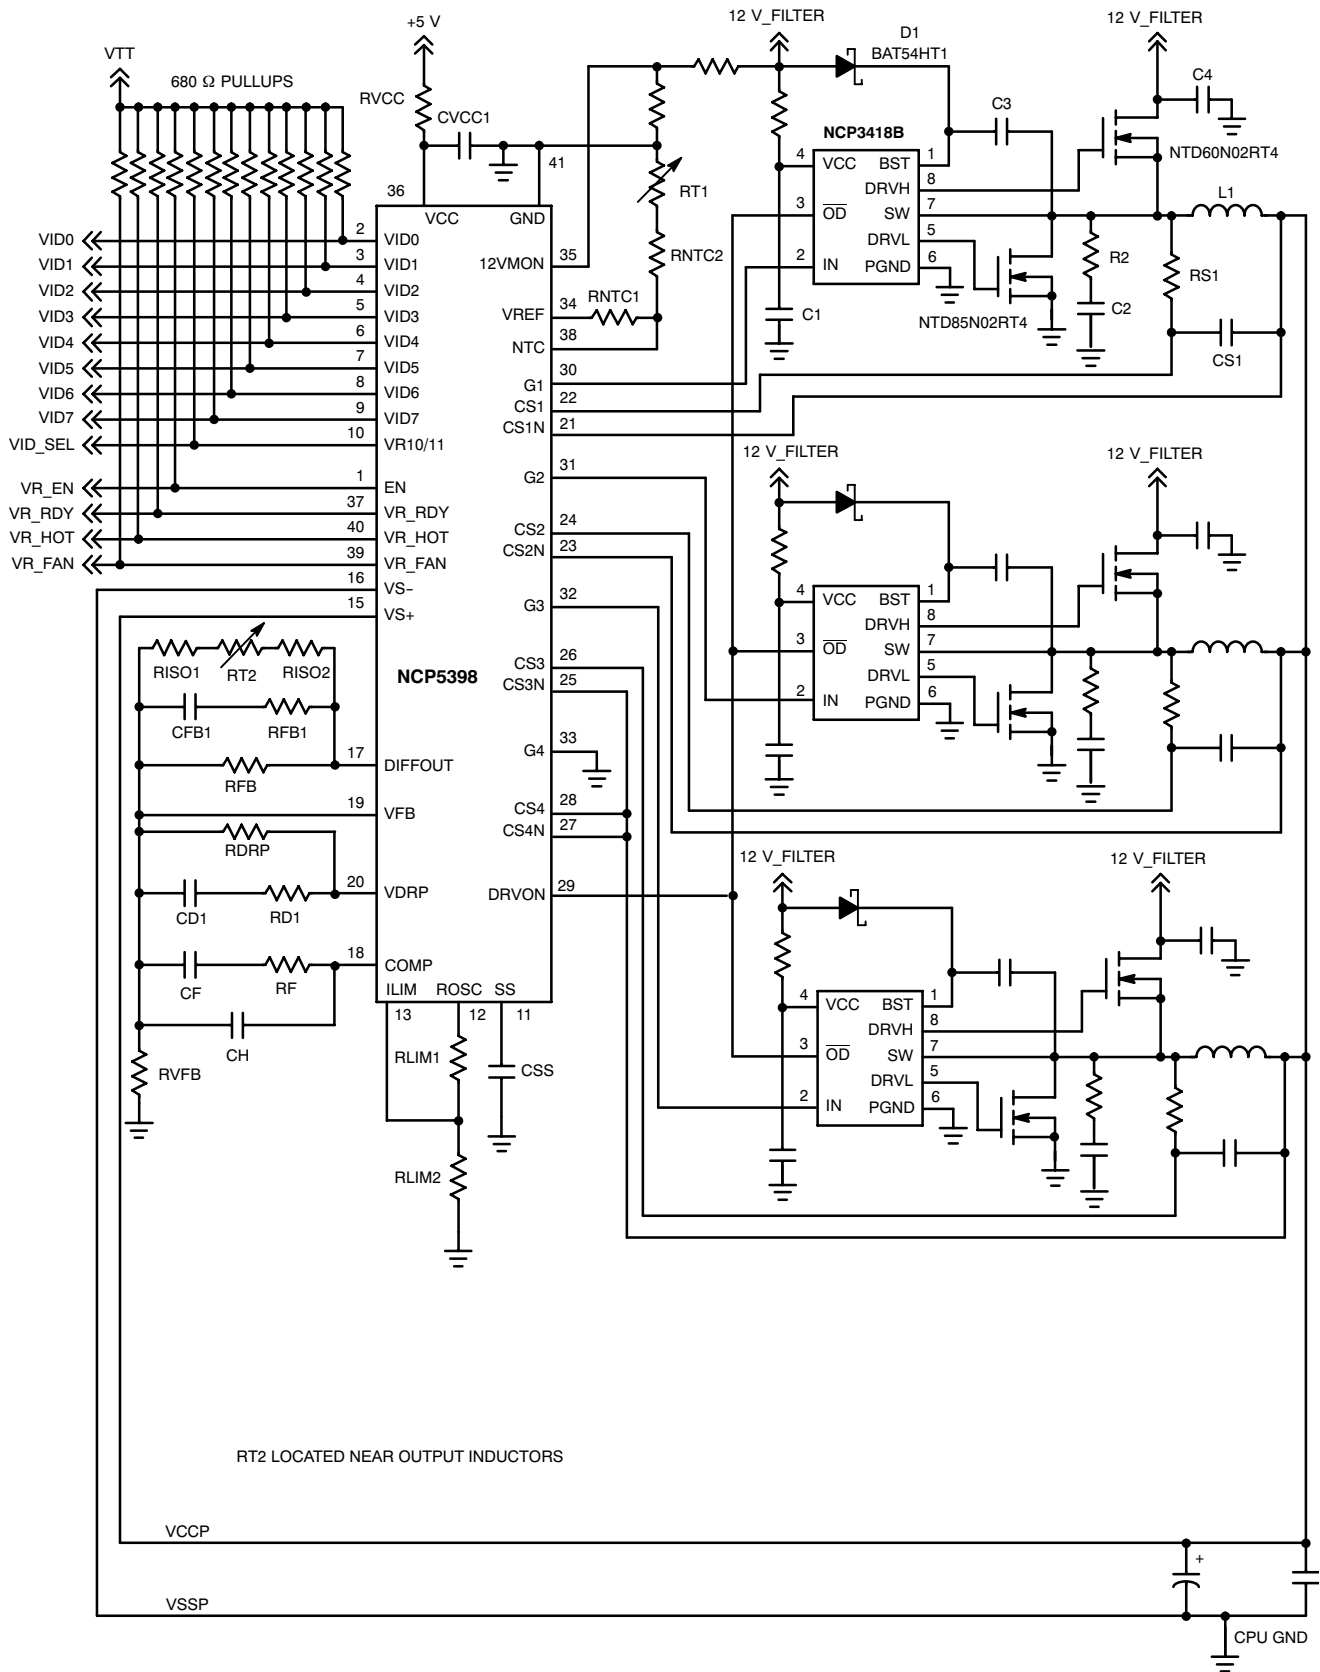 +5 V
12 V_FILTER
D1
BAT54HT1
12 V_FILTER
VTT
680 Ω PULLUPS
RVCC
CVCC1
C3
C4
NCP3418B
NTD60N02RT4
36
41
VCC
GND
RT1
RNTC2
RNTC1
4
VCC
BST
1
DRVH
8
3
OD
SW
7
DRVL
5
2
IN
PGND
6
L1
R2
RS1
C1
NTD85N02RT4
C2
CS1
VID0
2
VID0
VID1
3
VID1
VID2
4
VID2
VID3
5
VID3
VID4
6
VID4
VID5
7
VID5
VID6
8
VID6
VID7
9
VID7
VID_SEL
10
VR10/11
VR_EN
1
EN
VR_RDY
37
VR_RDY
VR_HOT
40
VR_HOT
VR_FAN
39
VR_FAN
16
VS−
15
VS+
12VMON
35
VREF
34
NTC
38
G1
30
CS1
22
CS1N
21
G2
31
CS2
24
CS2N
23
G3
32
CS3
26
CS3N
25
G4
33
CS4
28
CS4N
27
DRVON
29
NCP5398
RISO1
RT2
RISO2
CFB1
RFB1
17
DIFFOUT
RFB
19
VFB
RDRP
20
VDRP
CD1
RD1
18
COMP
CF
RF
CH
RVFB
ILIM
ROSC
SS
13
12
11
RLIM1
CSS
RLIM2
12 V_FILTER
12 V_FILTER
4
VCC
BST
1
DRVH
8
3
OD
SW
7
DRVL
5
2
IN
PGND
6
12 V_FILTER
12 V_FILTER
4
VCC
BST
1
DRVH
8
3
OD
SW
7
DRVL
5
2
IN
PGND
6
RT2 LOCATED NEAR OUTPUT INDUCTORS
VCCP
+
VSSP
CPU GND